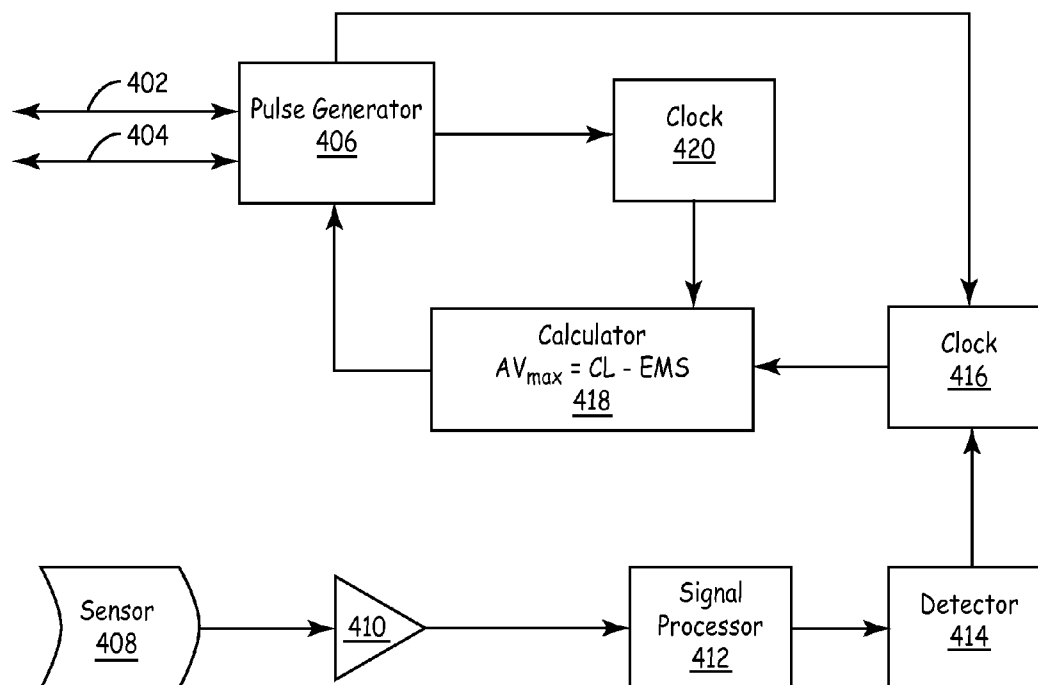 402
404
Pulse Generator
406
Clock
420
Calculator
AVmax = CL - EMS
418
Clock
416
Sensor
408
410
Signal
Processor
412
Detector
414